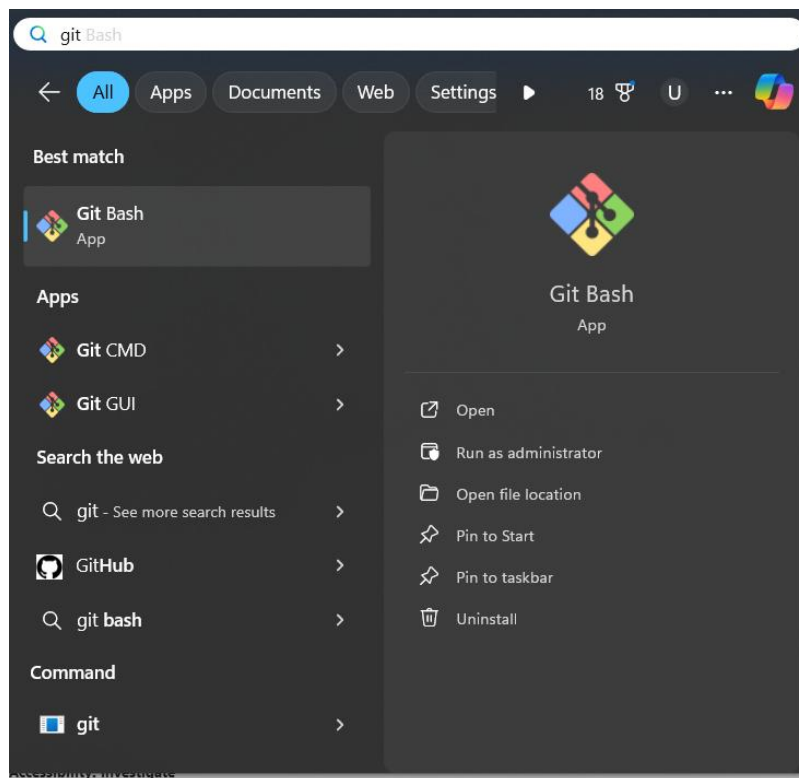 git Bash
All Apps Documents Web Settings 18 U ...
Best match
Git Bash
App
Apps
Git CMD
Git GUI
Search the web
git - See more search results
GitHub
git bash
Command
git
Git Bash
App
Open
Run as administrator
Open file location
Pin to Start
Pin to taskbar
Uninstall
Accessibility: Investigate